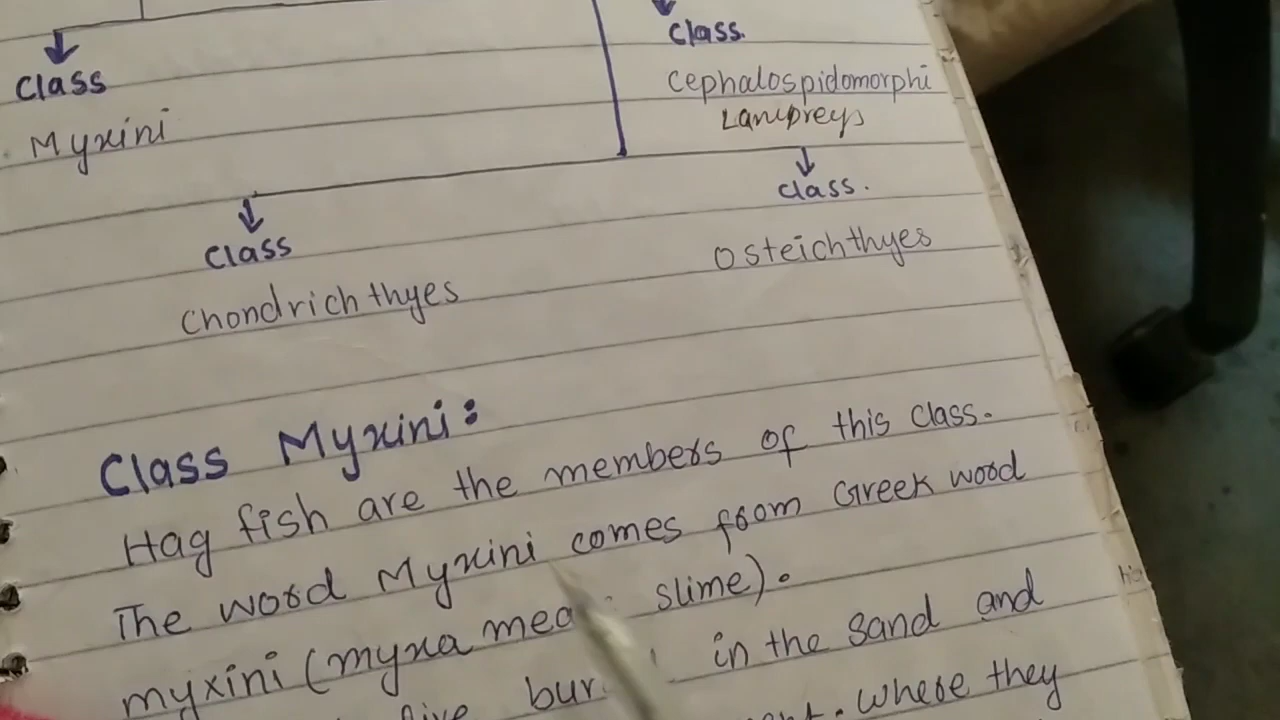 Class
Class.
Myxini
Cephalospidomorphi
Lampreys
Class
Class.
Chondrichthyes
Osteichthyes
Class Myxini:
Hag fish are the members of this class.
The word Myxini comes from Greek word
myxini (myxa slime).
in the sand and
where they